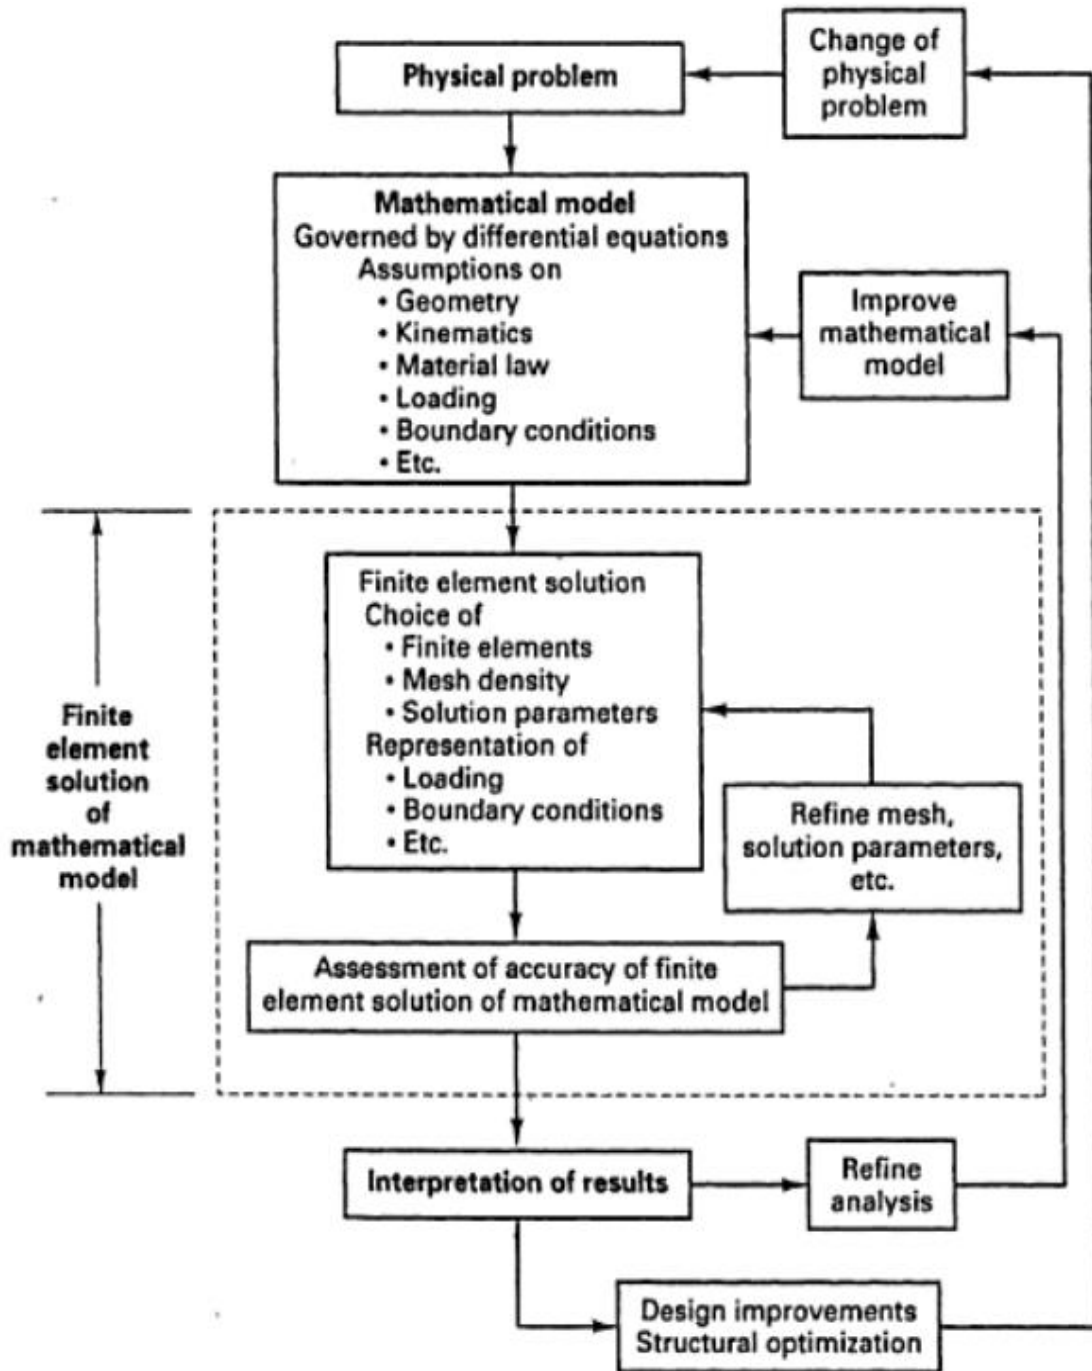 Physical problem
Change of
physical
problem
Mathematical model
Governed by differential equations
Assumptions on
• Geometry
• Kinematics
• Material law
• Loading
• Boundary conditions
• Etc.
Improve
mathematical
model
Finite element solution
Choice of
• Finite elements
• Mesh density
• Solution parameters
Representation of
• Loading
• Boundary conditions
• Etc.
Finite
element
solution
of
mathematical
model
Refine mesh,
solution parameters,
etc.
Assessment of accuracy of finite
element solution of mathematical model
Interpretation of results
Refine
analysis
Design improvements
Structural optimization